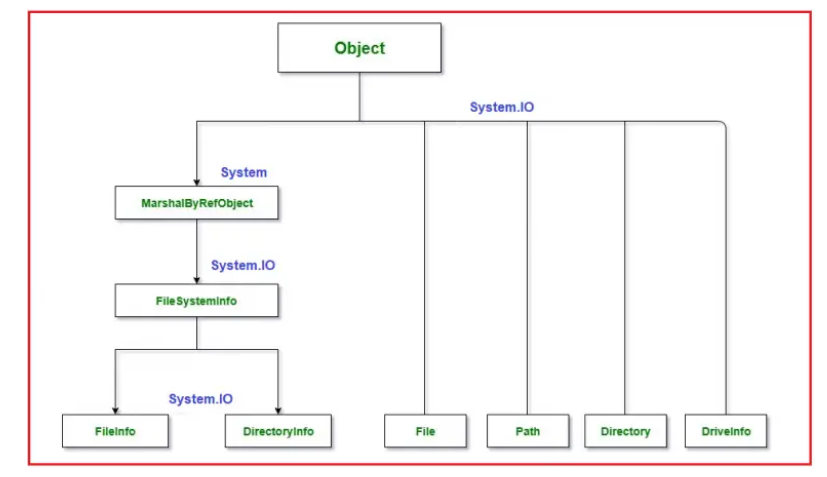 Object
System.IO
System
MarshalByRefObject
System.IO
FileSystemInfo
System.IO
FileInfo
DirectoryInfo
File
Path
Directory
DriveInfo